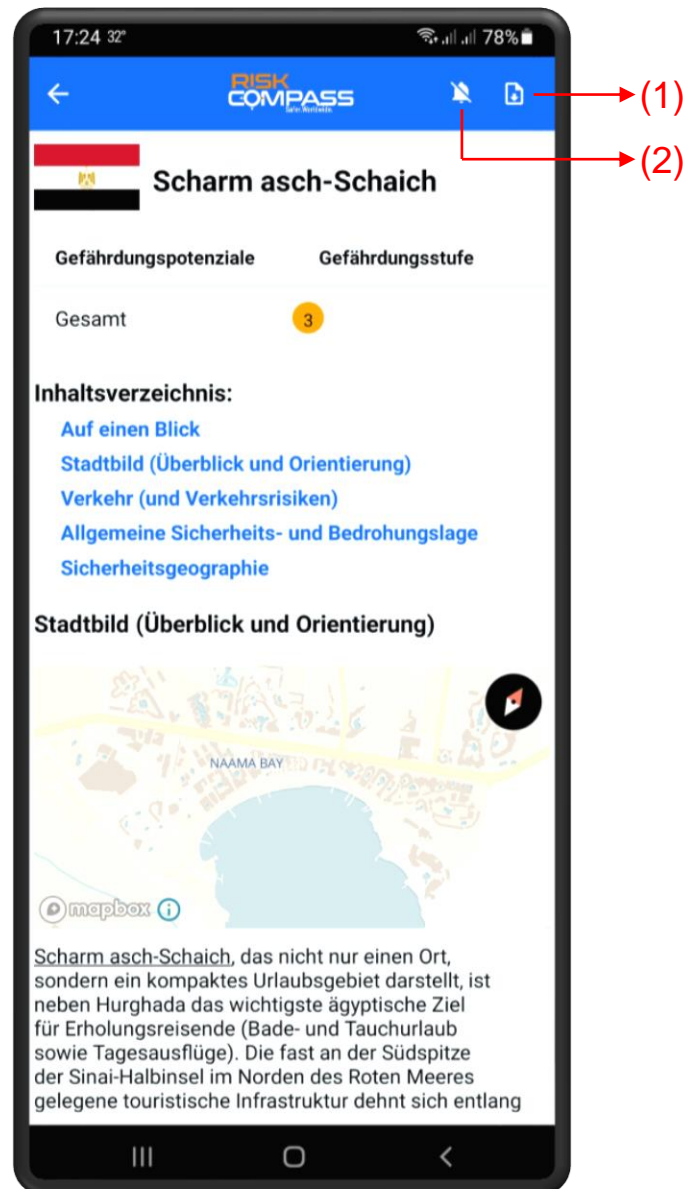 17:24 32° 78%
RISK
COMPASS
Safer. Worldwide.
(1)
(2)
Scharm asch-Schaich
Gefährdungspotenziale Gefährdungsstufe
Gesamt 3
Inhaltsverzeichnis:
Auf einen Blick
Stadtbild (Überblick und Orientierung)
Verkehr (und Verkehrsrisiken)
Allgemeine Sicherheits- und Bedrohungslage
Sicherheitsgeographie
Stadtbild (Überblick und Orientierung)
NAAMA BAY
mapbox
Scharm asch-Schaich, das nicht nur einen Ort,
sondern ein kompaktes Urlaubsgebiet darstellt, ist
neben Hurghada das wichtigste ägyptische Ziel
für Erholungsreisende (Bade- und Tauchurlaub
sowie Tagesausflüge). Die fast an der Südspitze
der Sinai-Halbinsel im Norden des Roten Meeres
gelegene touristische Infrastruktur dehnt sich entlang